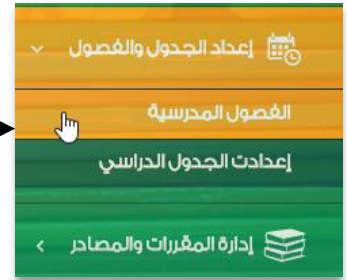 إعداد الجدول والفصول
الفصول المدرسية
إعدادت الجدول الدراسي
إدارة المقررات والمصادر